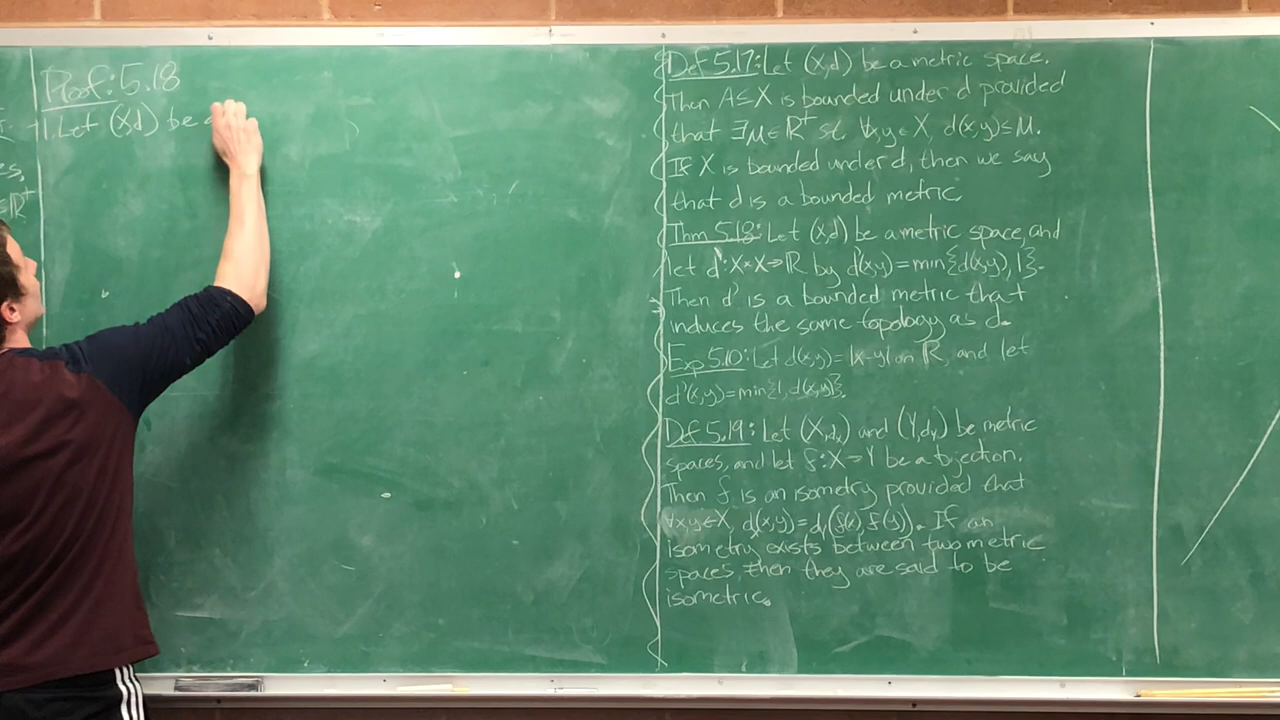 Proof: 5.18
1. Let (X,d) be a
s,
ℝ⁺
Def 5.17: Let (X,d) be a metric space.
Then A⊆X is bounded under d provided
that ∃μ∈ℝ⁺ st. ∀x,y∈X, d(x,y)≤M.
If X is bounded under d, then we say
that d is a bounded metric.
Thm 5.18: Let (X,d) be a metric space, and
let d': X×X→ℝ by d'(x,y)=min{d(x,y),1}.
Then d' is a bounded metric that
induces the same topology as d.
Exp 5.10: Let d(x,y)=|x-y| on ℝ, and let
d'(x,y)=min{1,d(x,y)}.
Def 5.19: Let (X,dₓ) and (Y,dᵧ) be metric
spaces, and let f:X→Y be a bijection.
Then f is an isometry provided that
∀x,y∈X, dₓ(x,y)=dᵧ(f(x),f(y)). If an
isometry exists between two metric
spaces, then they are said to be
isometric.